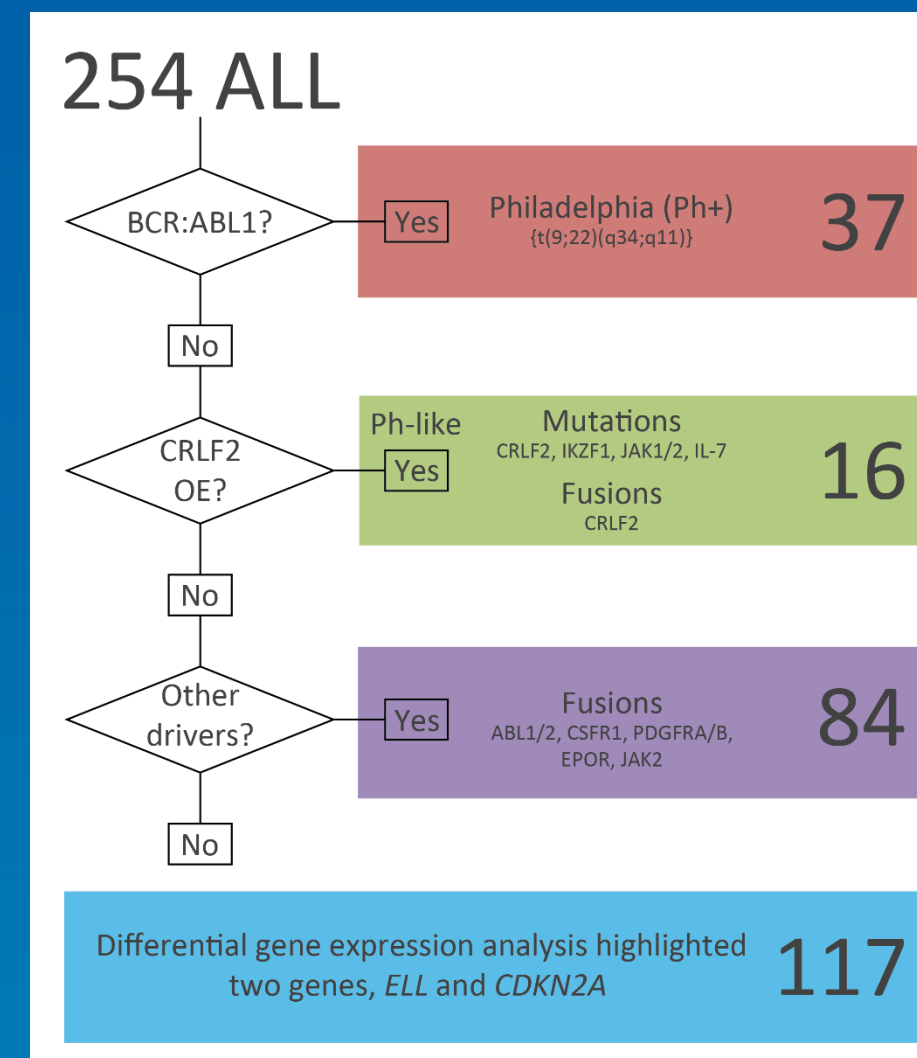 254 ALL
BCR:ABL1?
Yes
Philadelphia (Ph+)
{t(9;22)(q34;q11)}
37
No
CRLF2
OE?
Ph-like
Yes
Mutations
CRLF2, IKZF1, JAK1/2, IL-7
Fusions
CRLF2
16
No
Other
drivers?
Yes
Fusions
ABL1/2, CSFR1, PDGFRA/B,
EPOR, JAK2
84
No
Differential gene expression analysis highlighted
two genes, ELL and CDKN2A
117